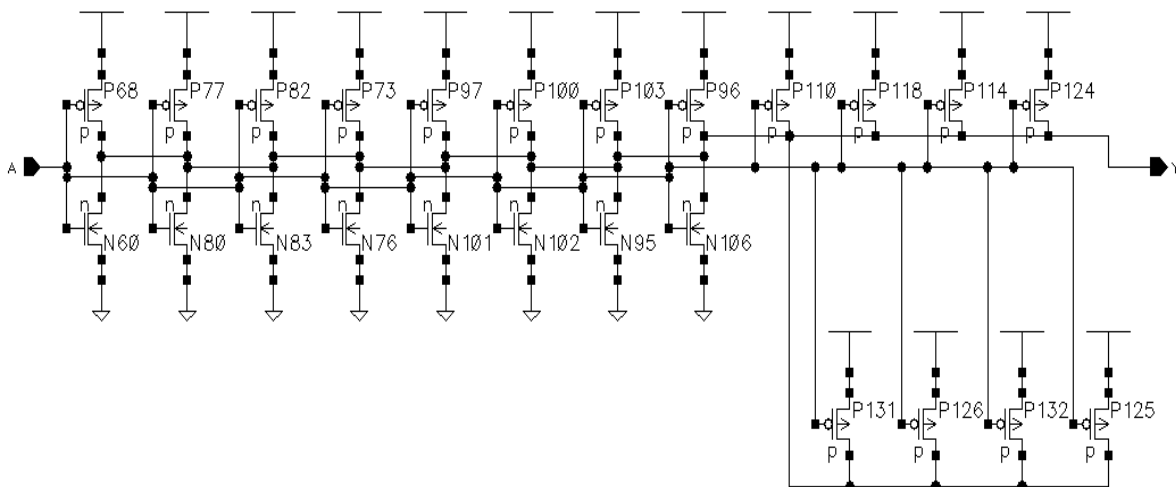 P68 P77 P82 P73 P97 P100 P103 P96 P110 P118 P114 P124
p p p p p p p p p p p p
A Y
n n n n n n n n
N60 N80 N83 N76 N101 N102 N95 N106
P131 P126 P132 P125
p p p p